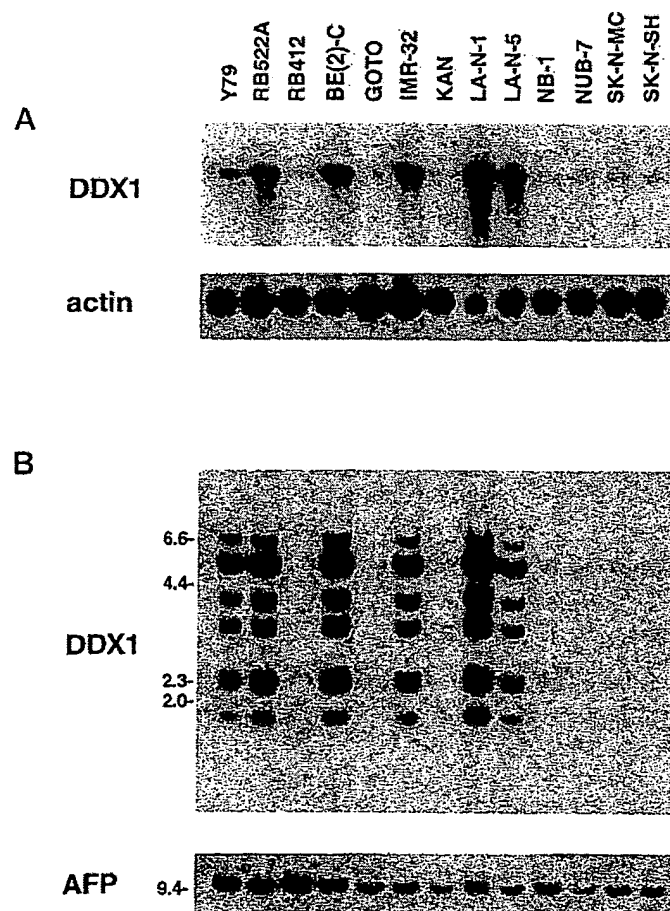 Y79
RB522A
RB412
BE(2)-C
GOTO
IMR-32
KAN
LA-N-1
LA-N-5
NB-1
NUB-7
SK-N-MC
SK-N-SH
A
DDX1
actin
B
6.6-
4.4-
DDX1
2.3-
2.0-
AFP
9.4-